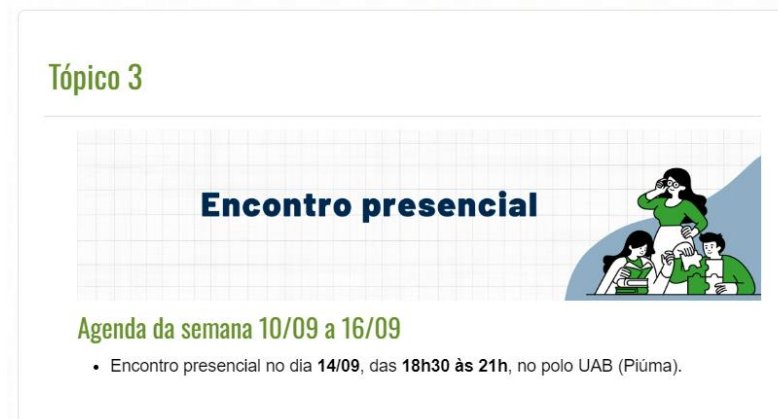 Tópico 3
Encontro presencial
Agenda da semana 10/09 a 16/09
• Encontro presencial no dia 14/09, das 18h30 às 21h, no polo UAB (Piúma).